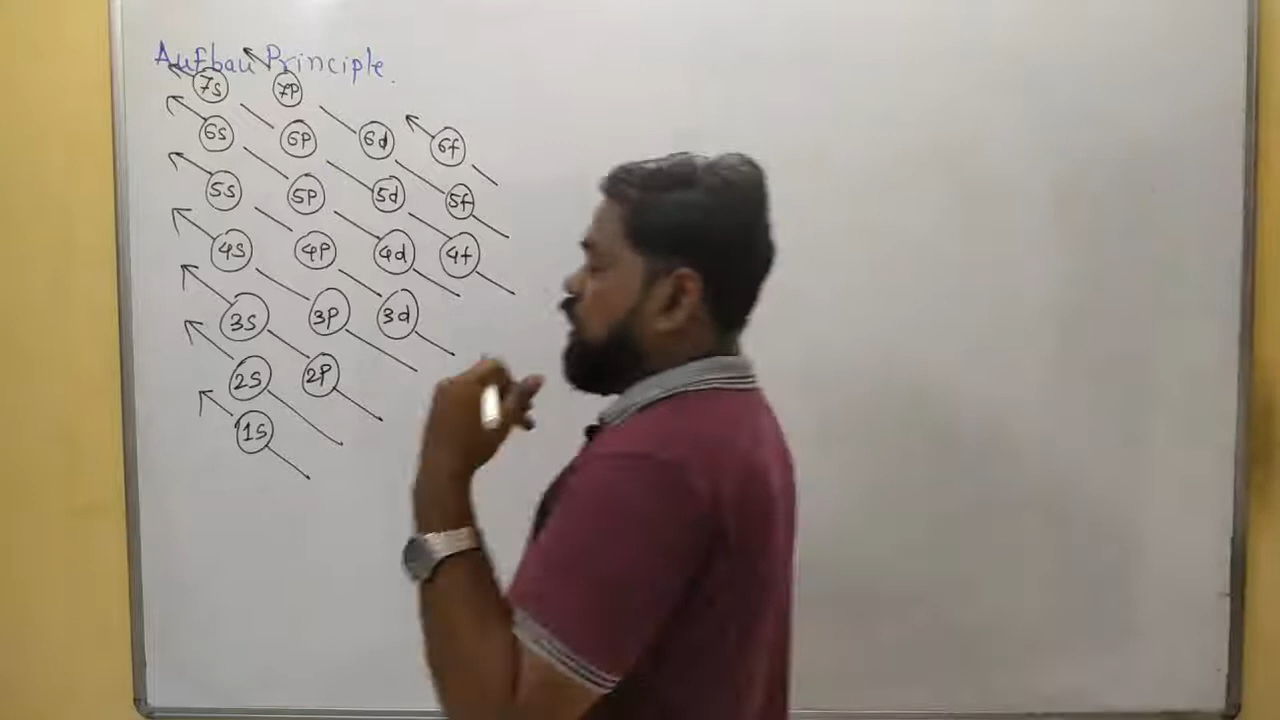 Aufbau Principle.
7s 7p
6s 6p 6d 6f
5s 5p 5d 5f
4s 4p 4d 4f
3s 3p 3d
2s 2p
1s